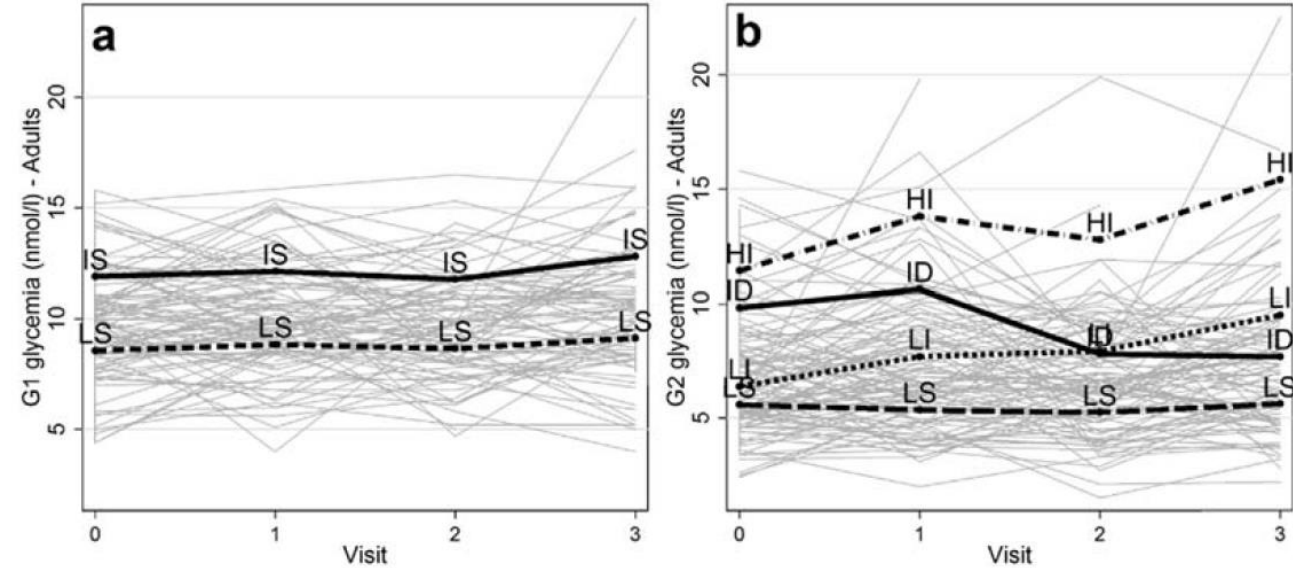 a
G1 glycemia (nmol/l) - Adults
20
15
10
5
IS IS IS IS
LS LS LS LS
0 1 2 3
Visit
b
G2 glycemia (nmol/l) - Adults
20
15
10
5
HI HI HI HI
ID ID ID ID
LI LI LI LI
LS LS LS LS
0 1 2 3
Visit